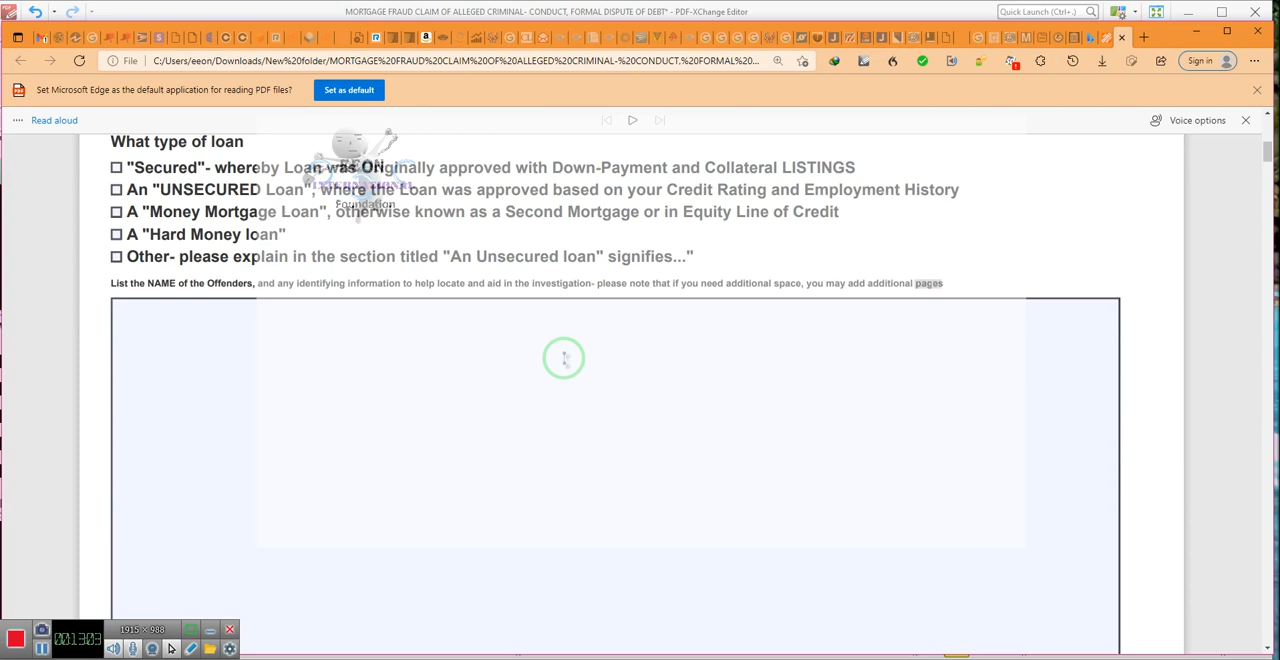 MORTGAGE FRAUD CLAIM OF ALLEGED CRIMINAL- CONDUCT, FORMAL DISPUTE OF DEBT* - PDF-XChange Editor
Quick Launch (Ctrl+.)
File
C:/Users/eeon/Downloads/New%20folder/MORTGAGE%20FRAUD%20CLAIM%20OF%20ALLEGED%20CRIMINAL-%20CONDUCT,%20FORMAL%20...
Sign in
Set Microsoft Edge as the default application for reading PDF files?
Set as default
Read aloud
Voice options
What type of loan
"Secured"- whereby Loan was Originally approved with Down-Payment and Collateral LISTINGS
An "UNSECURED Loan", where the Loan was approved based on your Credit Rating and Employment History
A "Money Mortgage Loan", otherwise known as a Second Mortgage or in Equity Line of Credit
Foundation
A "Hard Money loan"
Other- please explain in the section titled "An Unsecured loan" signifies..."
List the NAME of the Offenders, and any identifying information to help locate and aid in the investigation- please note that if you need additional space, you may add additional pages
1915 × 988
001303